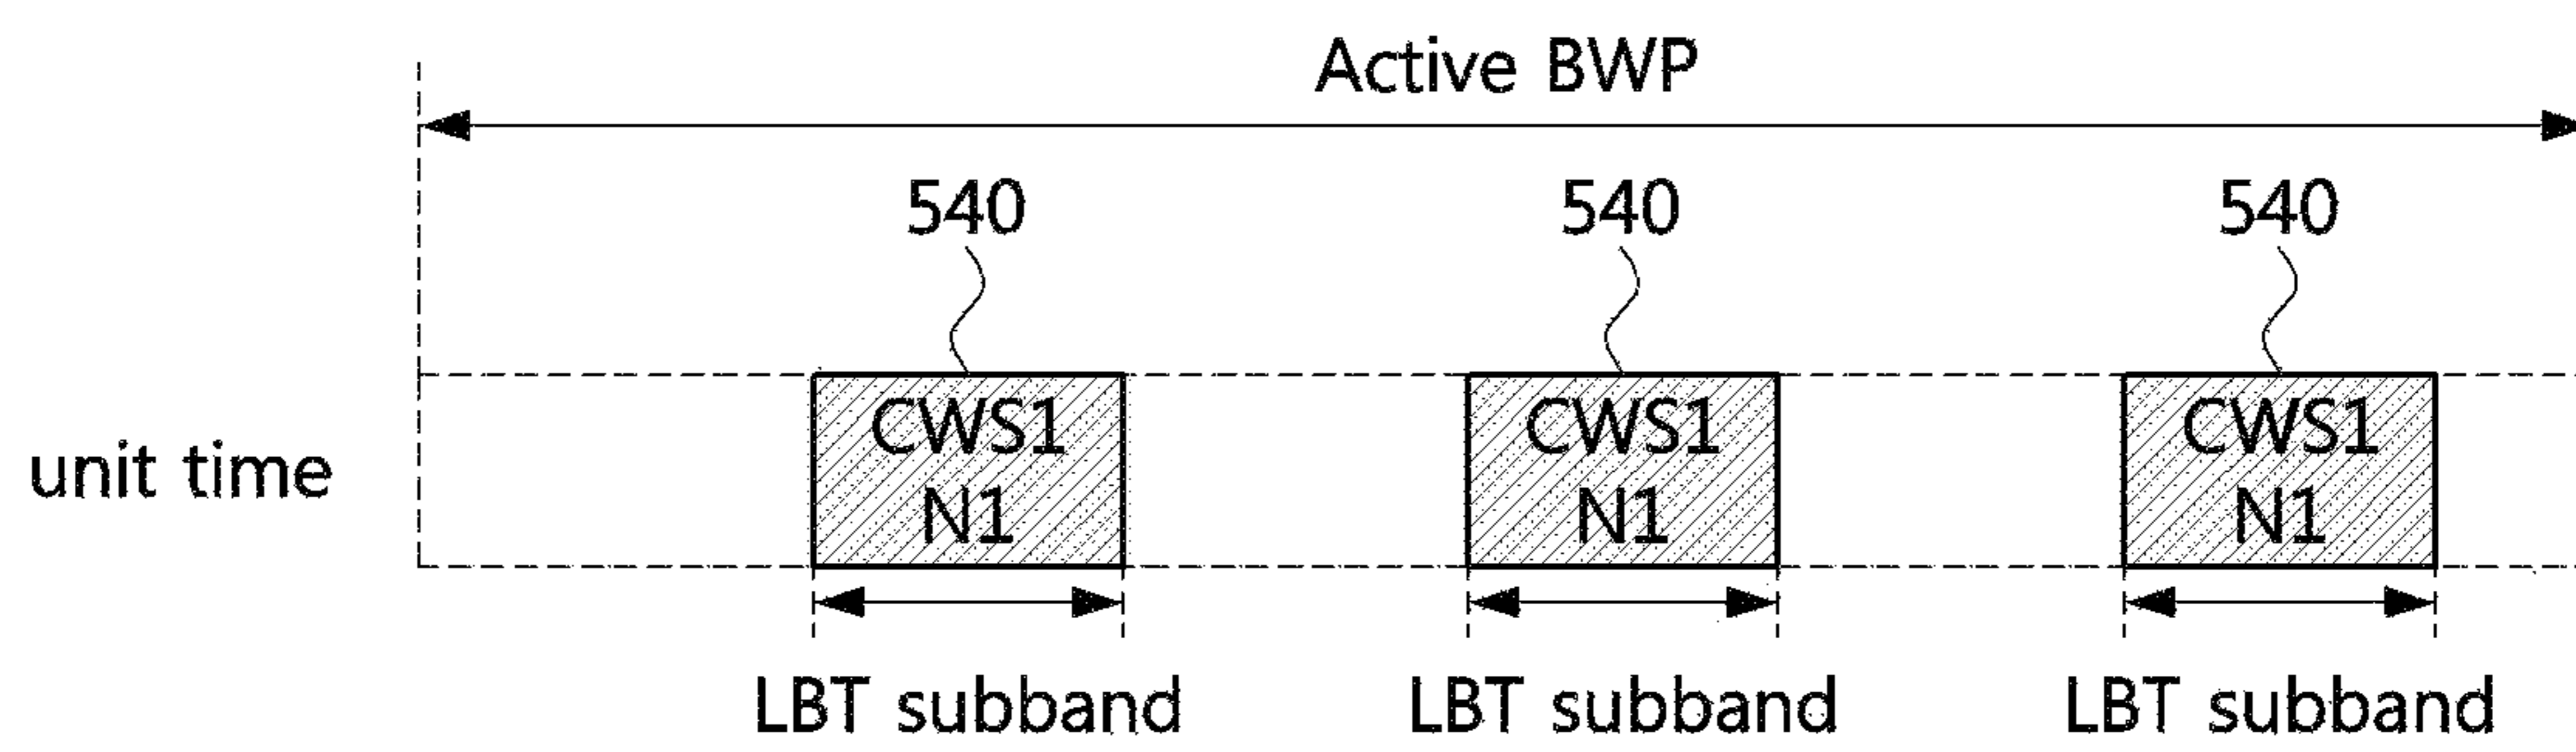 Active BWP
540 540 540
unit time
CWS1 CWS1 CWS1
N1 N1 N1
LBT subband LBT subband LBT subband